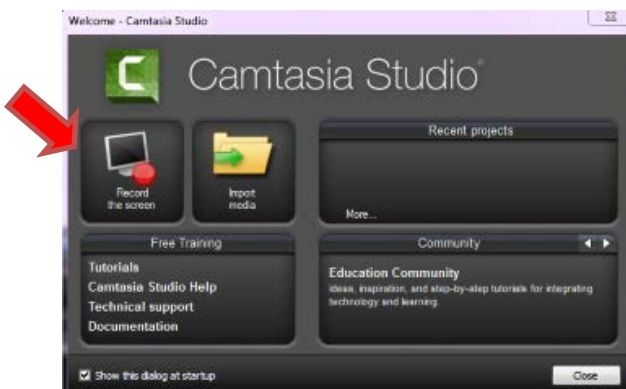 Welcome - Camtasia Studio
Camtasia Studio®
Record
the screen
Import
media
Recent projects
More...
Free Training
Tutorials
Camtasia Studio Help
Technical support
Documentation
Community
Education Community
Ideas, inspiration, and step-by-step tutorials for integrating
technology and learning.
Show this dialog at startup
Close